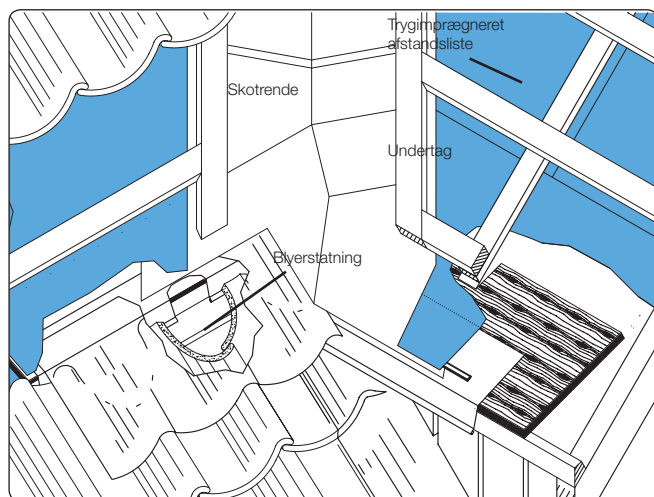 Trygimprægneret
afstandsliste
Skotrende
Undertag
Blyerstatning